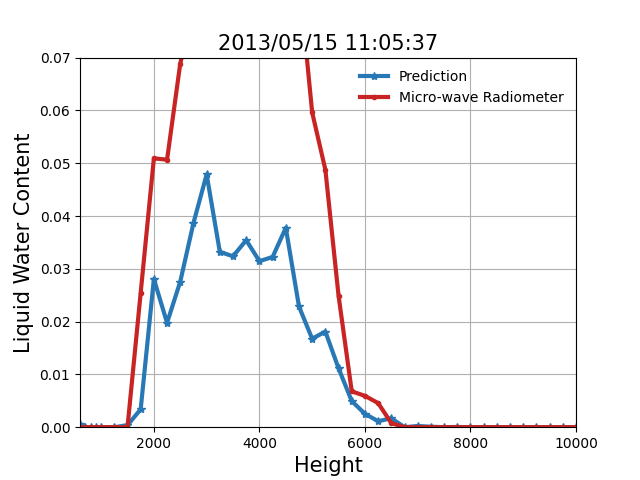 2013/05/15 11:05:37
0.07
0.06
0.05
0.04
0.03
0.02
0.01
0.00
Liquid Water Content
Prediction
Micro-wave Radiometer
2000 4000 6000 8000 10000
Height